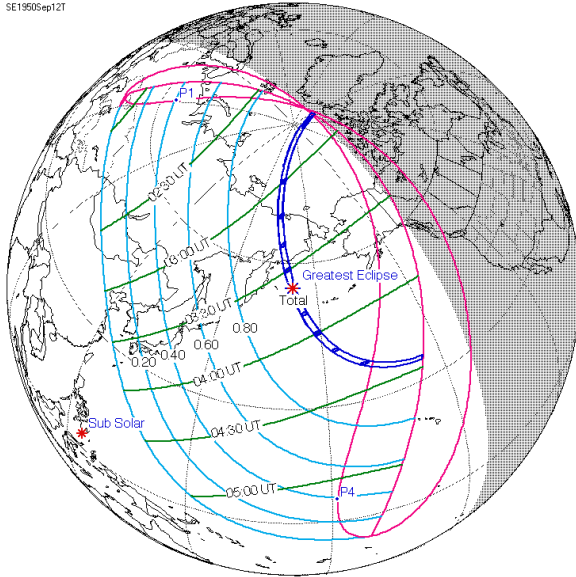 SE1950Sep12T
P1
02:30 UT
03:00 UT
Greatest Eclipse
Total
03:30 UT
0.80
0.60
0.40
0.20
04:00 UT
Sub Solar
04:30 UT
05:00 UT
P4